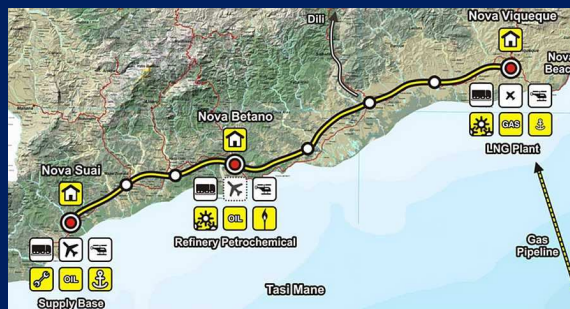 Nova Viqueque
Dili
Nova
Beac
Nova Betano
GAS
LNG Plant
Nova Suai
OIL
Refinery Petrochemical
Gas
Pipeline
OIL
Tasi Mane
Supply Base